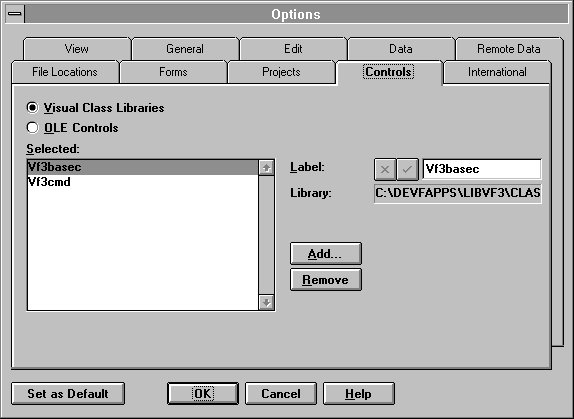 Options
View General Edit Data Remote Data
File Locations Forms Projects Controls International
Visual Class Libraries
OLE Controls
Selected:
Vf3basec
Vf3cmd
Label: Vf3basec
Library: C:\DEVFAPPS\LIBVF3\CLAS
Add...
Remove
Set as Default OK Cancel Help